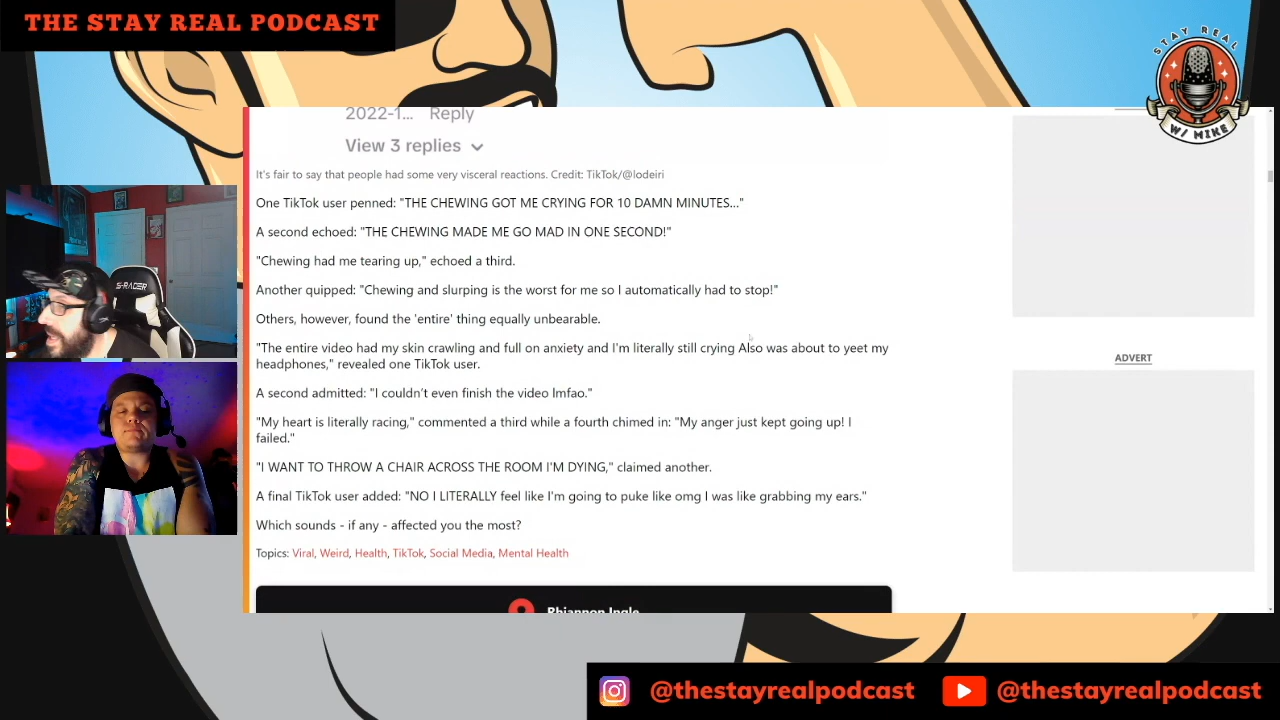 THE STAY REAL PODCAST
STAY REAL
W/ MIKE
2022-1... Reply
View 3 replies
It's fair to say that people had some very visceral reactions. Credit: TikTok/@lodeiri
One TikTok user penned: "THE CHEWING GOT ME CRYING FOR 10 DAMN MINUTES..."
A second echoed: "THE CHEWING MADE ME GO MAD IN ONE SECOND!"
"Chewing had me tearing up," echoed a third.
Another quipped: "Chewing and slurping is the worst for me so I automatically had to stop!"
Others, however, found the 'entire' thing equally unbearable.
"The entire video had my skin crawling and full on anxiety and I'm literally still crying Also was about to yeet my
headphones," revealed one TikTok user.
A second admitted: "I couldn't even finish the video lmfao."
"My heart is literally racing," commented a third while a fourth chimed in: "My anger just kept going up! I
failed."
"I WANT TO THROW A CHAIR ACROSS THE ROOM I'M DYING," claimed another.
A final TikTok user added: "NO I LITERALLY feel like I'm going to puke like omg I was like grabbing my ears."
Which sounds - if any - affected you the most?
Topics: Viral, Weird, Health, TikTok, Social Media, Mental Health
Rhiannon Ingle
ADVERT
S-RACER
@thestayrealpodcast
@thestayrealpodcast